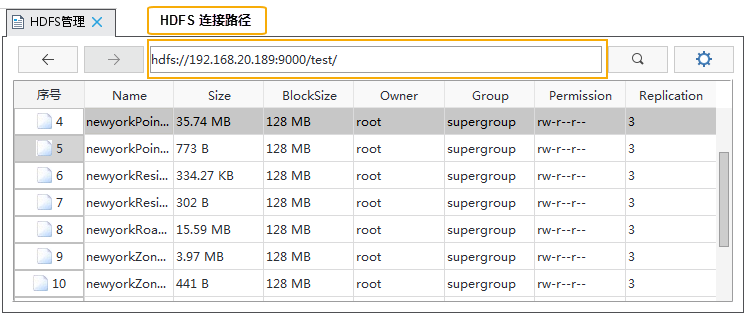 HDFS管理
HDFS 连接路径
hdfs://192.168.20.189:9000/test/
序号 Name Size BlockSize Owner Group Permission Replication
4 newyorkPoin... 35.74 MB 128 MB root supergroup rw-r--r-- 3
5 newyorkPoin... 773 B 128 MB root supergroup rw-r--r-- 3
6 newyorkResi... 334.27 KB 128 MB root supergroup rw-r--r-- 3
7 newyorkResi... 302 B 128 MB root supergroup rw-r--r-- 3
8 newyorkRoa... 15.59 MB 128 MB root supergroup rw-r--r-- 3
9 newyorkZon... 3.97 MB 128 MB root supergroup rw-r--r-- 3
10 newyorkZon... 441 B 128 MB root supergroup rw-r--r-- 3